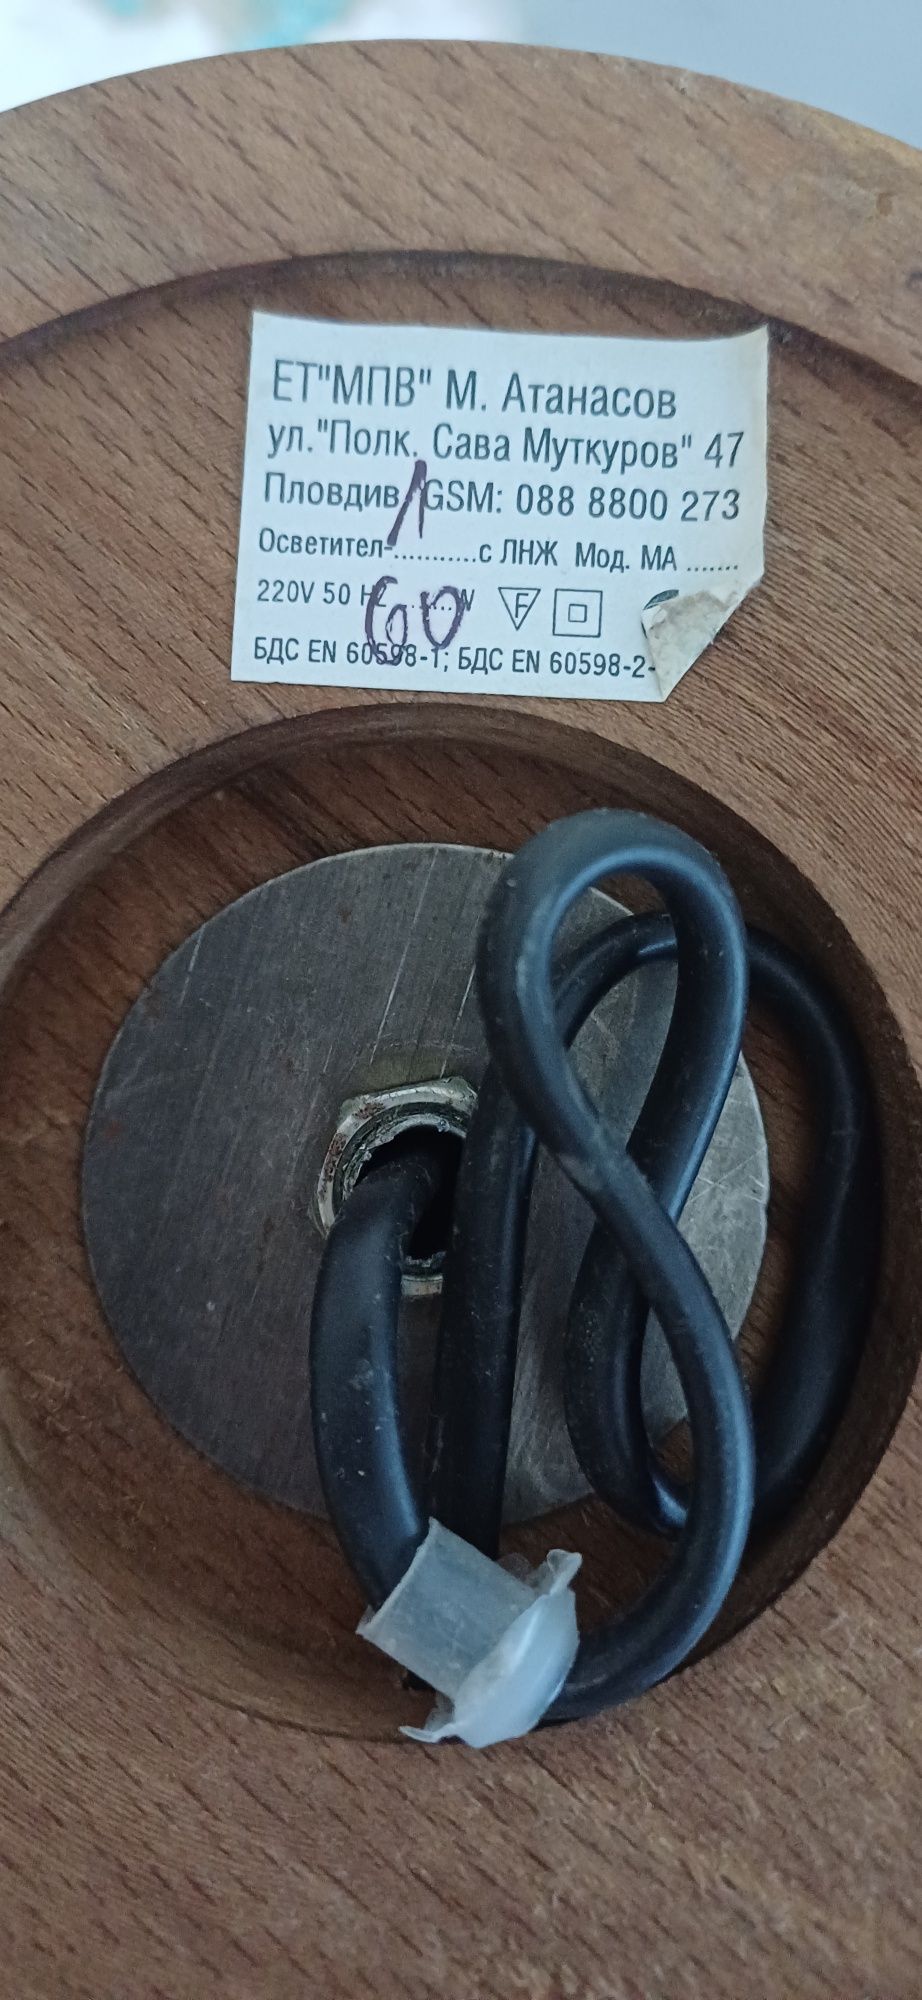 ЕТ"МПВ" М. Атанасов
ул."Полк. Сава Муткуров" 47
Пловдив GSM: 088 8800 273
Осветител-...1........с ЛНЖ Мод. МА .......
220V 50 Hz ..60..W F
БДС EN 60598-1; БДС EN 60598-2-